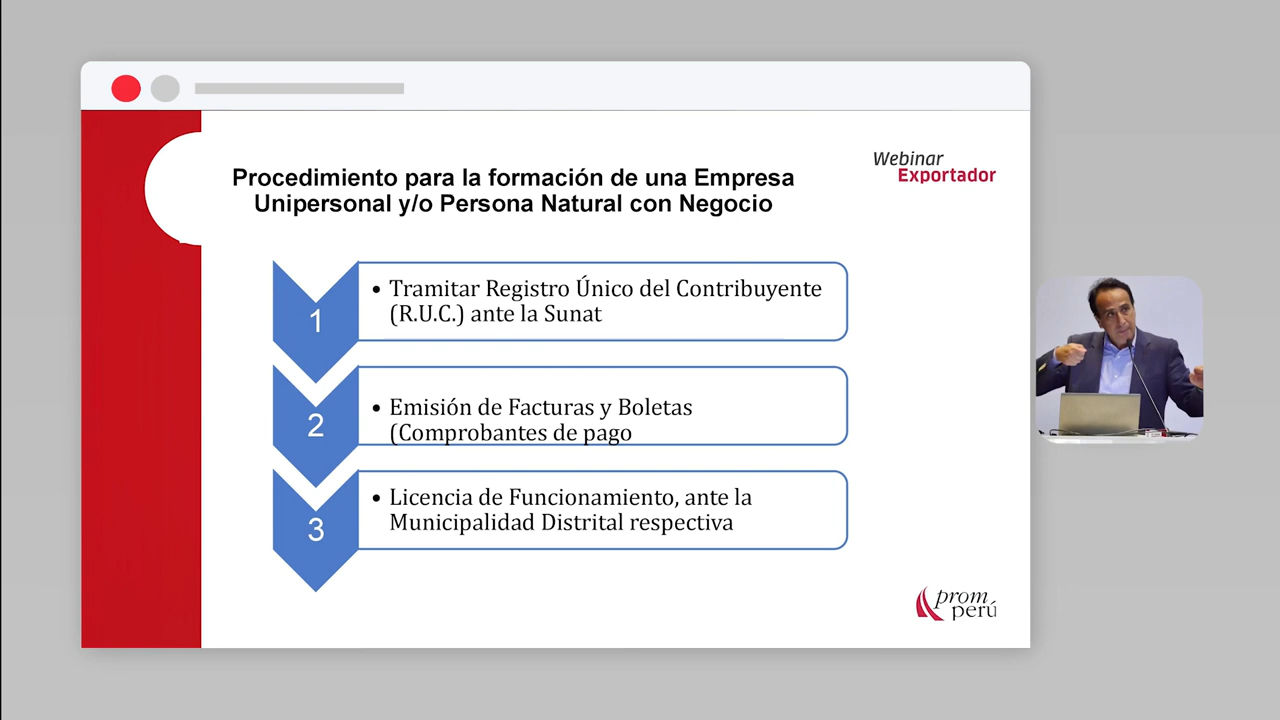 Procedimiento para la formación de una Empresa
Unipersonal y/o Persona Natural con Negocio
Webinar
Exportador
1
• Tramitar Registro Único del Contribuyente
(R.U.C.) ante la Sunat
2
• Emisión de Facturas y Boletas
(Comprobantes de pago
3
• Licencia de Funcionamiento, ante la
Municipalidad Distrital respectiva
prom
perú